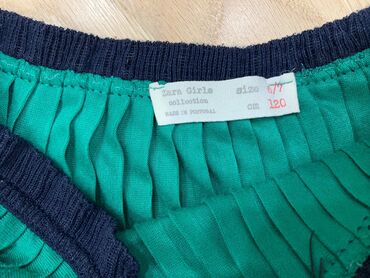 Zara Girls size 6/7
collection cm 120
MADE IN PORTUGAL